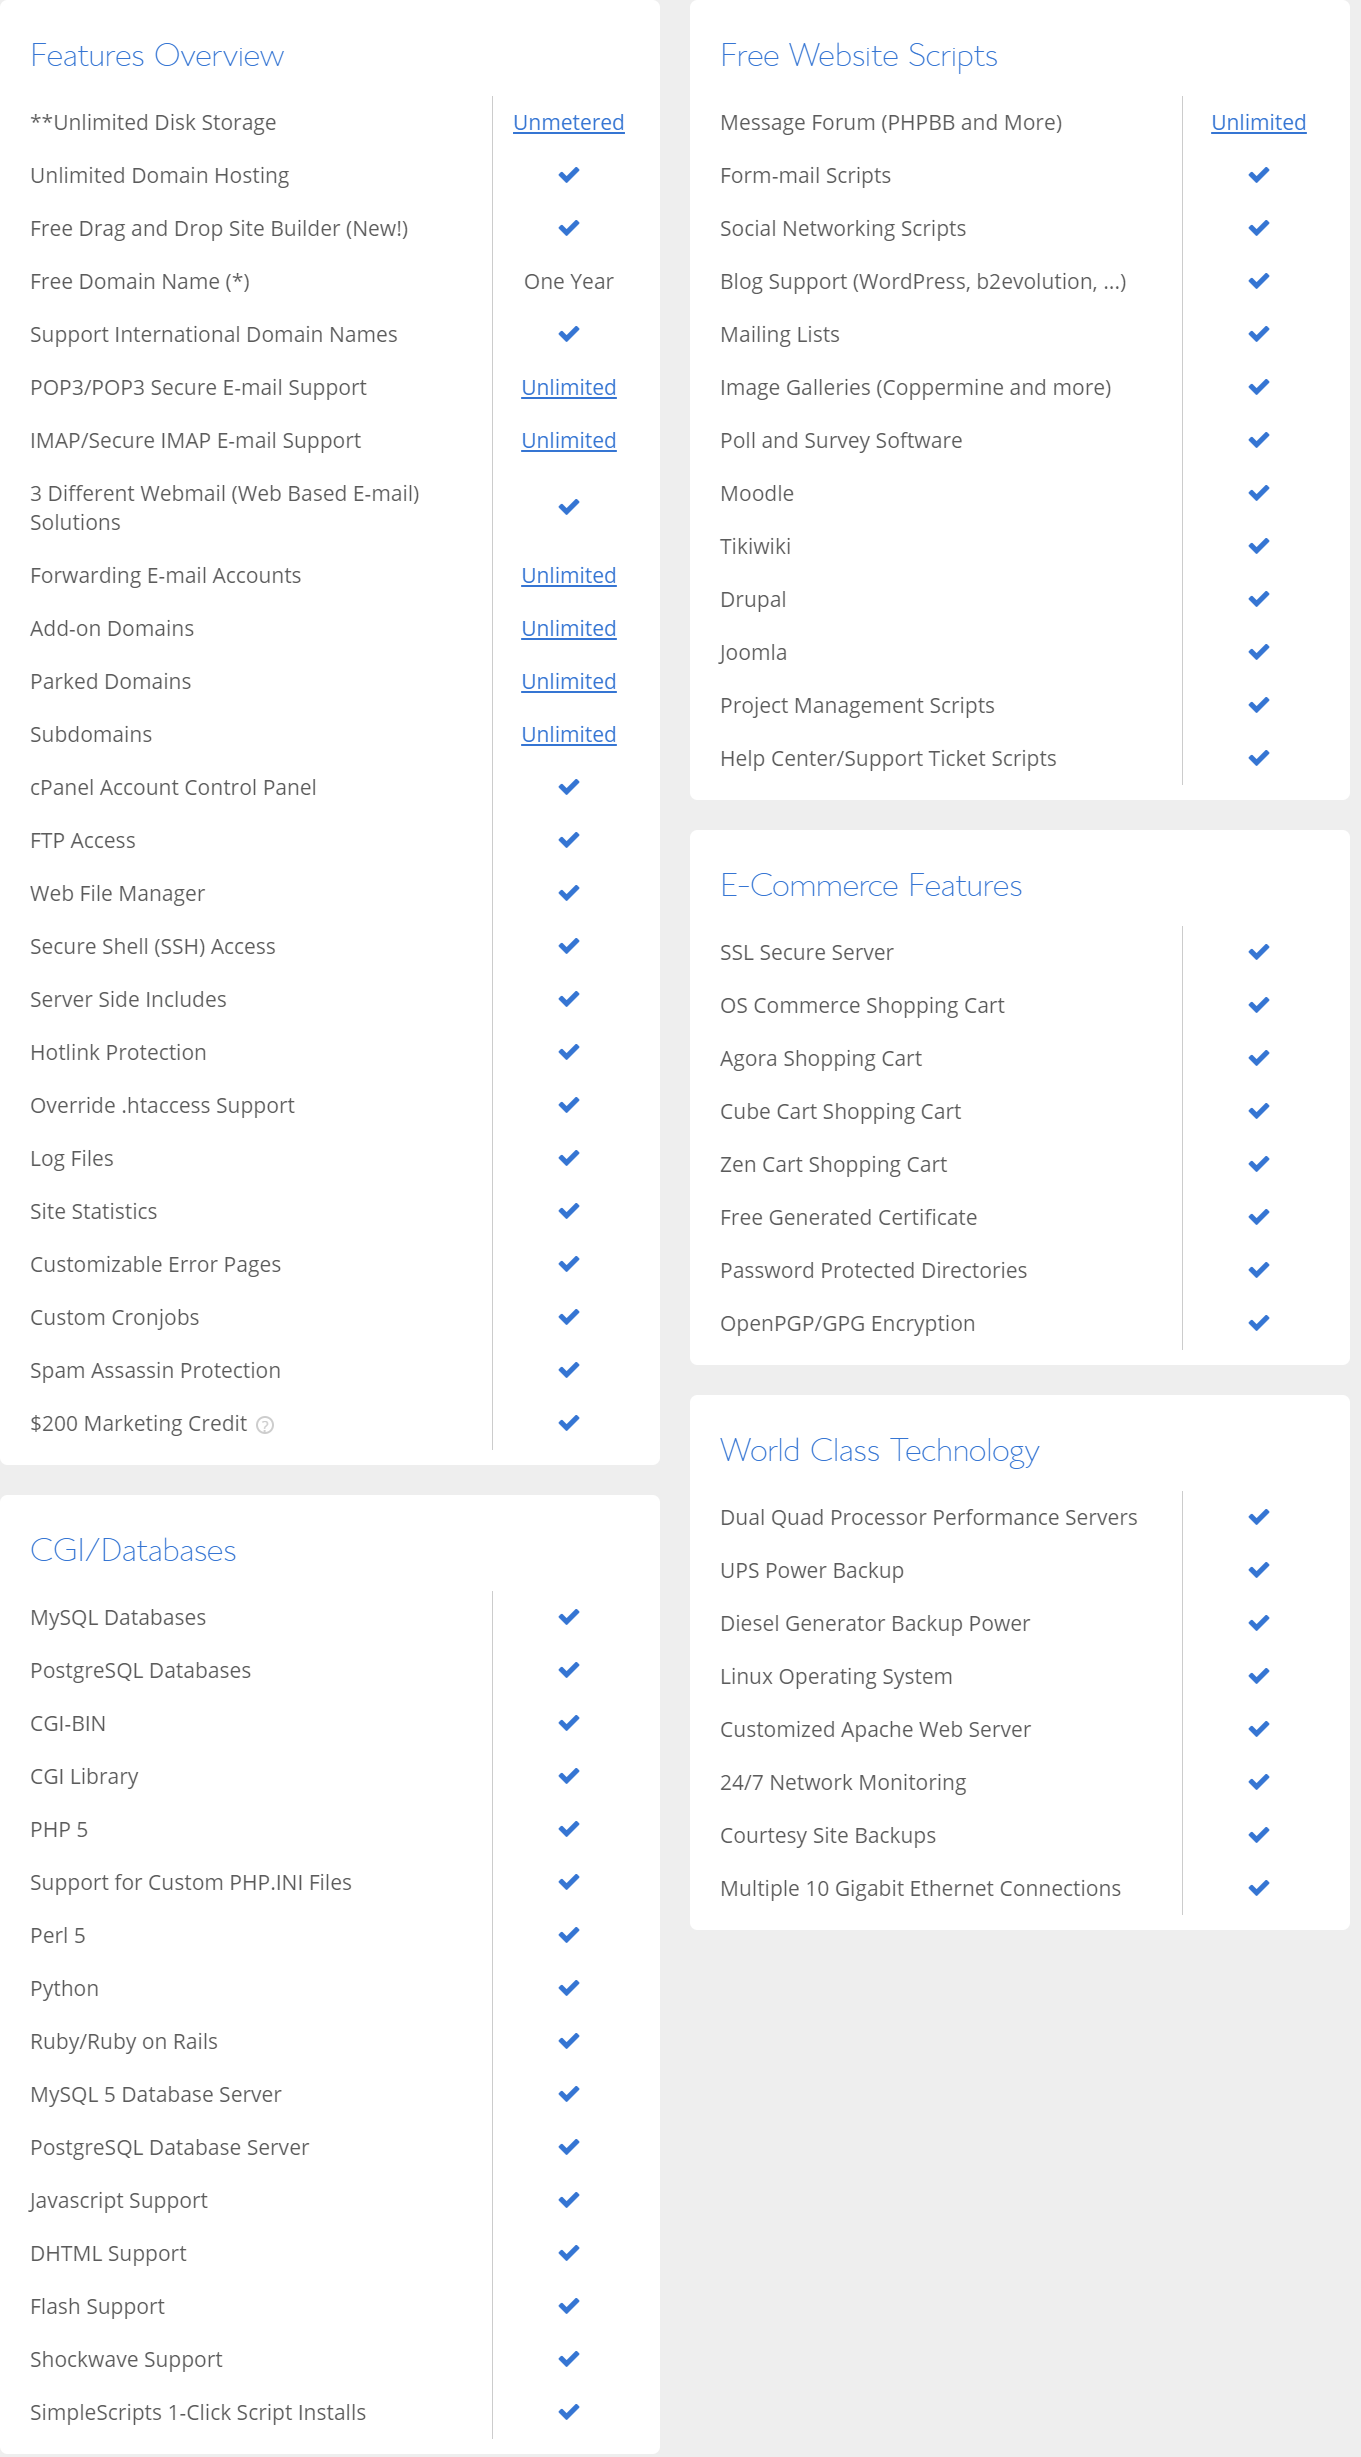 Features Overview
**Unlimited Disk Storage Unmetered
Unlimited Domain Hosting
Free Drag and Drop Site Builder (New!)
Free Domain Name (*) One Year
Support International Domain Names
POP3/POP3 Secure E-mail Support Unlimited
IMAP/Secure IMAP E-mail Support Unlimited
3 Different Webmail (Web Based E-mail)
Solutions
Forwarding E-mail Accounts Unlimited
Add-on Domains Unlimited
Parked Domains Unlimited
Subdomains Unlimited
cPanel Account Control Panel
FTP Access
Web File Manager
Secure Shell (SSH) Access
Server Side Includes
Hotlink Protection
Override .htaccess Support
Log Files
Site Statistics
Customizable Error Pages
Custom Cronjobs
Spam Assassin Protection
$200 Marketing Credit ?
CGI/Databases
MySQL Databases
PostgreSQL Databases
CGI-BIN
CGI Library
PHP 5
Support for Custom PHP.INI Files
Perl 5
Python
Ruby/Ruby on Rails
MySQL 5 Database Server
PostgreSQL Database Server
Javascript Support
DHTML Support
Flash Support
Shockwave Support
SimpleScripts 1-Click Script Installs
Free Website Scripts
Message Forum (PHPBB and More) Unlimited
Form-mail Scripts
Social Networking Scripts
Blog Support (WordPress, b2evolution, ...)
Mailing Lists
Image Galleries (Coppermine and more)
Poll and Survey Software
Moodle
Tikiwiki
Drupal
Joomla
Project Management Scripts
Help Center/Support Ticket Scripts
E-Commerce Features
SSL Secure Server
OS Commerce Shopping Cart
Agora Shopping Cart
Cube Cart Shopping Cart
Zen Cart Shopping Cart
Free Generated Certificate
Password Protected Directories
OpenPGP/GPG Encryption
World Class Technology
Dual Quad Processor Performance Servers
UPS Power Backup
Diesel Generator Backup Power
Linux Operating System
Customized Apache Web Server
24/7 Network Monitoring
Courtesy Site Backups
Multiple 10 Gigabit Ethernet Connections